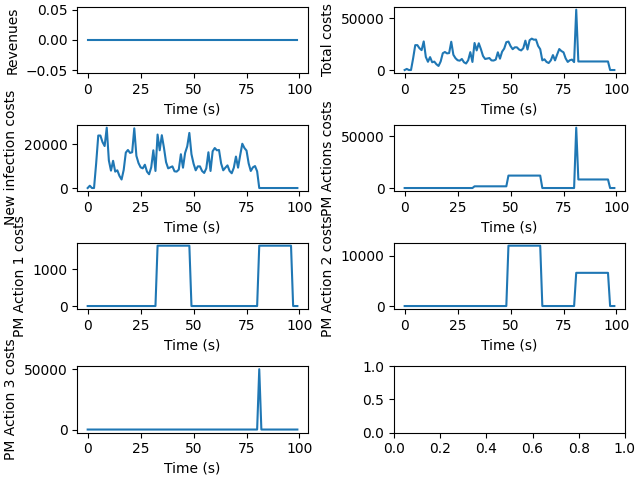 Revenues
0.05
0.00
−0.05
0 25 50 75 100
Time (s)
Total costs
50000
0
0 25 50 75 100
Time (s)
New infection costs
20000
0
0 25 50 75 100
Time (s)
PM Actions costs
50000
0
0 25 50 75 100
Time (s)
PM Action 1 costs
1000
0
0 25 50 75 100
Time (s)
PM Action 2 costs
10000
0
0 25 50 75 100
Time (s)
PM Action 3 costs
50000
0
0 25 50 75 100
Time (s)
1.0
0.5
0.0
0.0 0.2 0.4 0.6 0.8 1.0